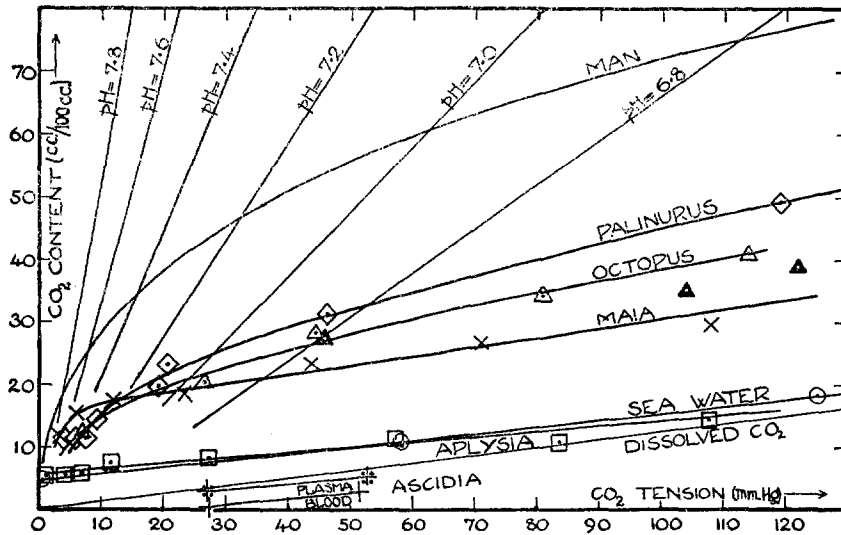 70
60
50
40
30
20
10
CO₂ CONTENT (cc/100cc) →
pH = 7.8
pH = 7.6
pH = 7.4
pH = 7.2
pH = 7.0
pH = 6.8
MAN
PALINURUS
OCTOPUS
MAIA
SEA WATER
APLYSIA
DISSOLVED CO₂
ASCIDIA
PLASMA
BLOOD
CO₂ TENSION (mm.Hg) →
0 10 20 30 40 50 60 70 80 90 100 110 120